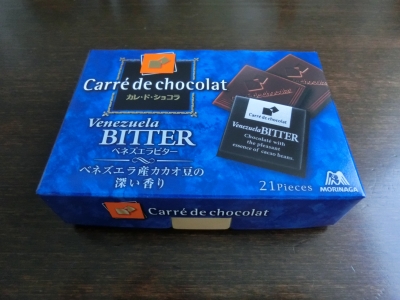 Carré de chocolat
カレ・ド・ショコラ
Venezuela
BITTER
ベネズエラビター
ベネズエラ産カカオ豆の
深い香り
Carré de chocolat
Venezuela BITTER
Chocolate with
the pleasant
essence of cacao beans.
21 Pieces
MORINAGA
Carré de chocolat